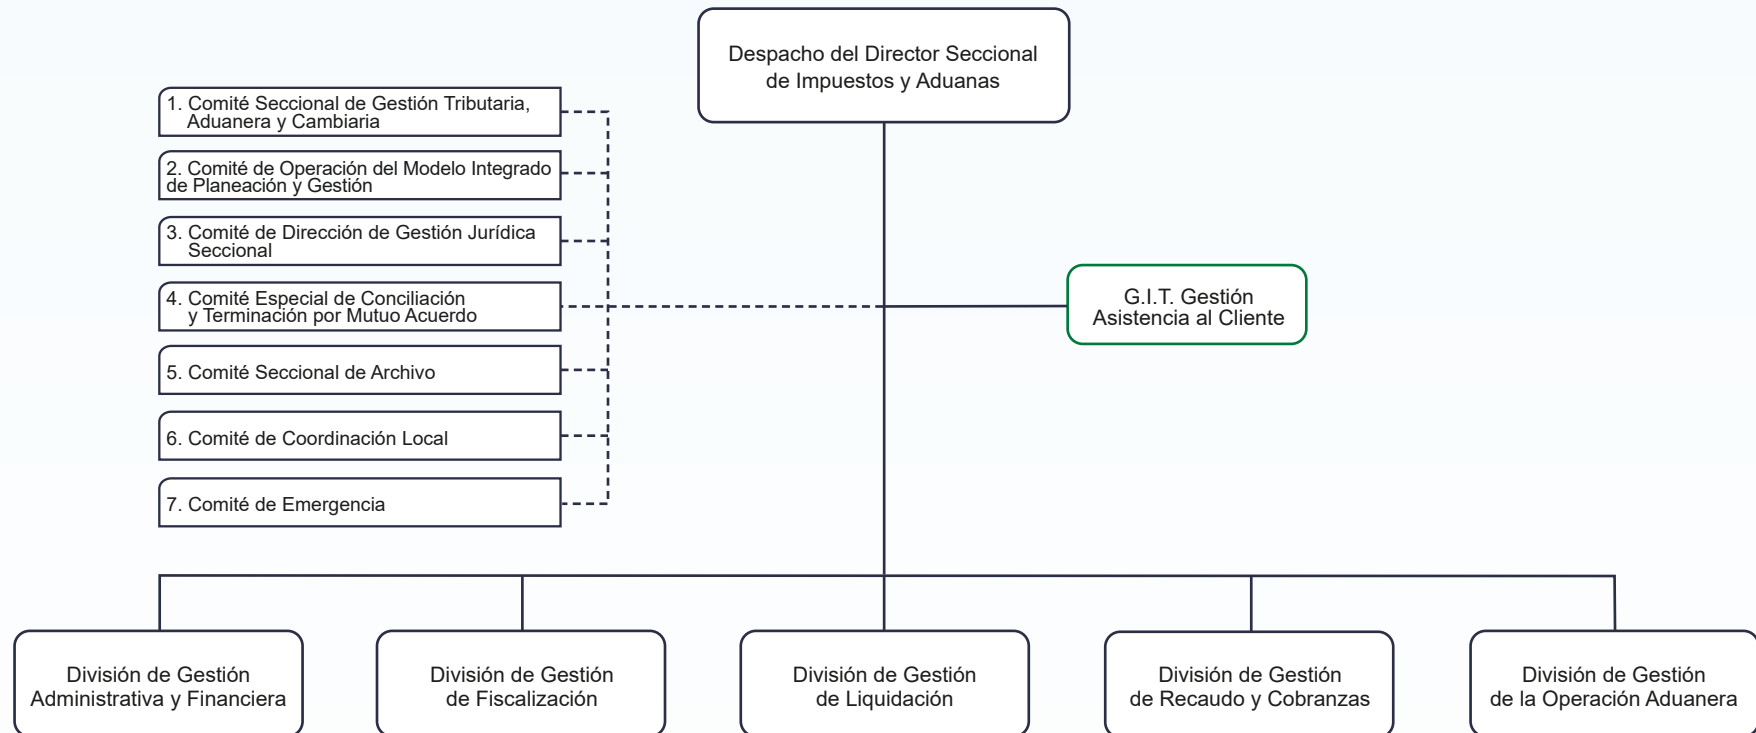 Despacho del Director Seccional
de Impuestos y Aduanas
1. Comité Seccional de Gestión Tributaria,
Aduanera y Cambiaria
2. Comité de Operación del Modelo Integrado
de Planeación y Gestión
3. Comité de Dirección de Gestión Jurídica
Seccional
4. Comité Especial de Conciliación
y Terminación por Mutuo Acuerdo
5. Comité Seccional de Archivo
6. Comité de Coordinación Local
7. Comité de Emergencia
G.I.T. Gestión
Asistencia al Cliente
División de Gestión
Administrativa y Financiera
División de Gestión
de Fiscalización
División de Gestión
de Liquidación
División de Gestión
de Recaudo y Cobranzas
División de Gestión
de la Operación Aduanera